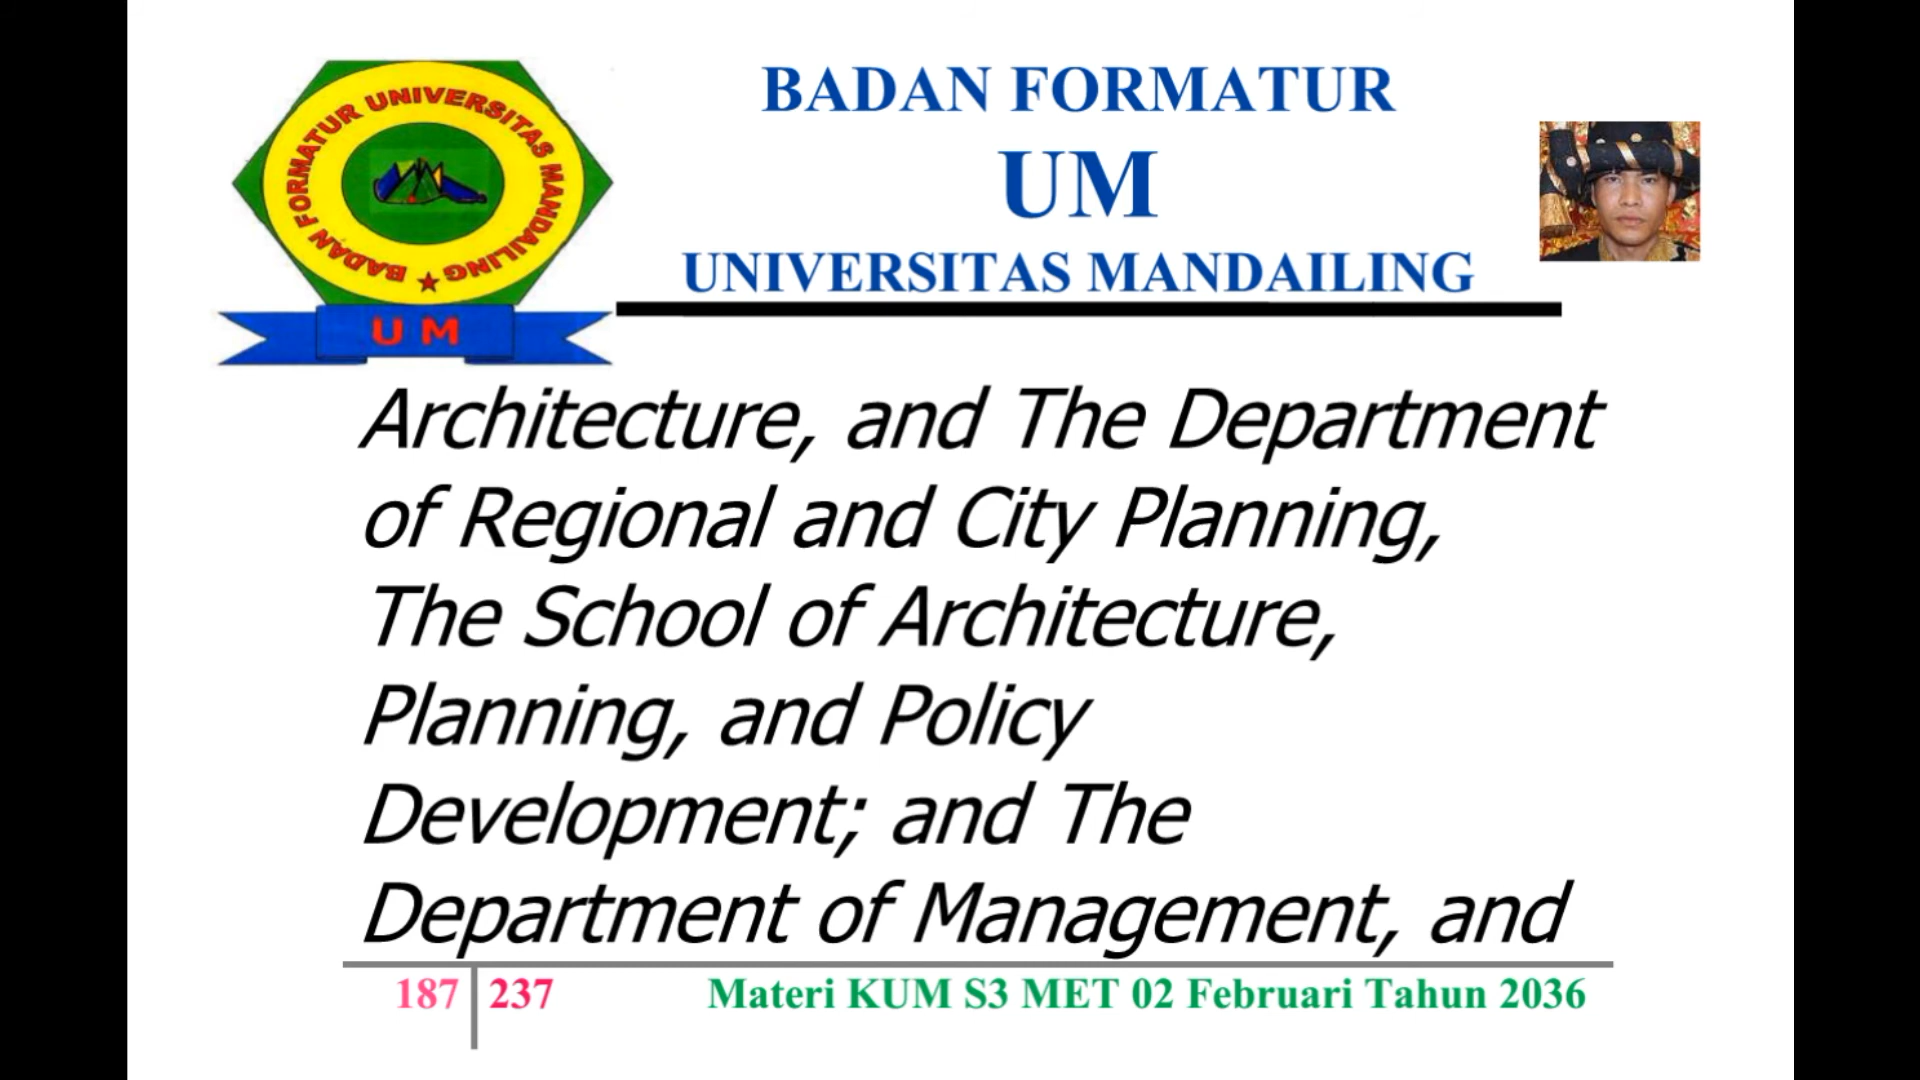 BADAN FORMATUR UNIVERSITAS MANDAILING
UM
BADAN FORMATUR
UM
UNIVERSITAS MANDAILING
Architecture, and The Department
of Regional and City Planning,
The School of Architecture,
Planning, and Policy
Development; and The
Department of Management, and
187 237 Materi KUM S3 MET 02 Februari Tahun 2036